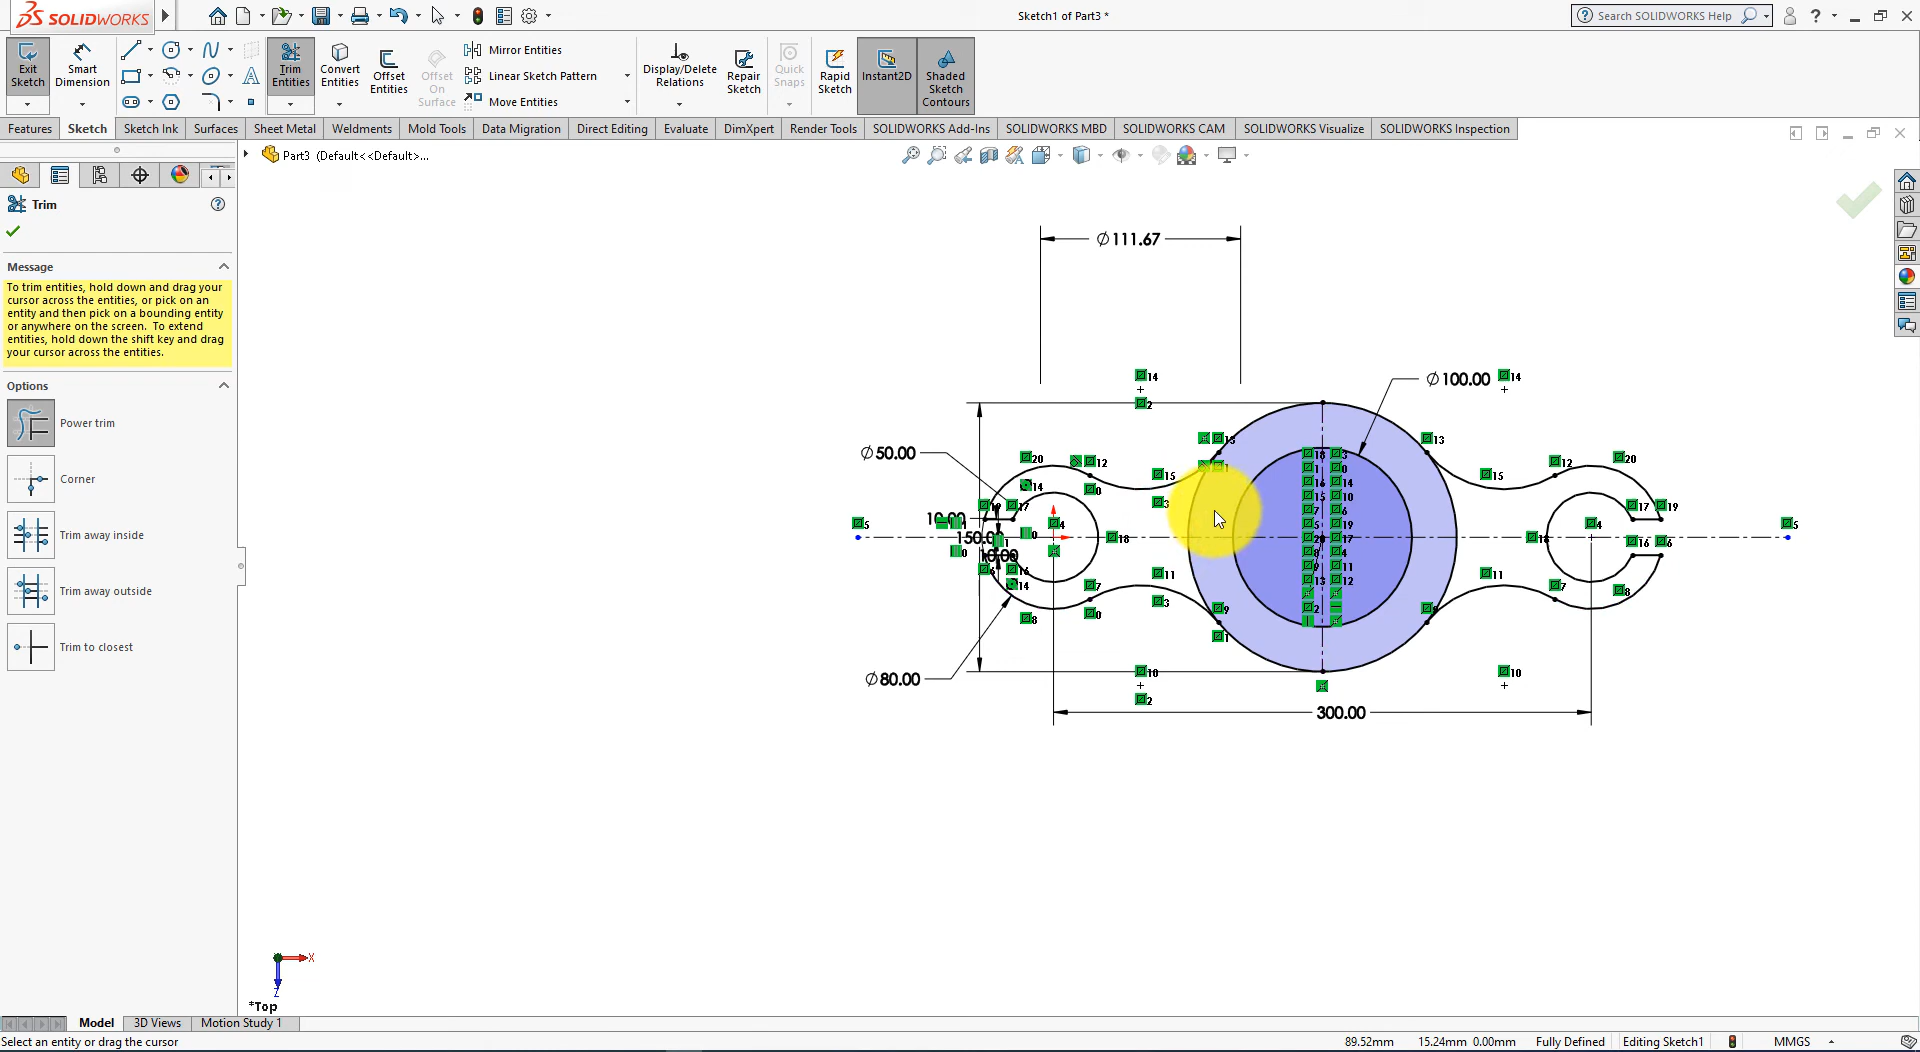 SOLIDWORKS
Sketch1 of Part3 *
Search SOLIDWORKS Help
Exit Sketch
Smart Dimension
Trim Entities
Convert Entities
Offset Entities
Offset On Surface
Mirror Entities
Linear Sketch Pattern
Move Entities
Display/Delete Relations
Repair Sketch
Quick Snaps
Rapid Sketch
Instant2D
Shaded Sketch Contours
Features
Sketch
Sketch Ink
Surfaces
Sheet Metal
Weldments
Mold Tools
Data Migration
Direct Editing
Evaluate
DimXpert
Render Tools
SOLIDWORKS Add-Ins
SOLIDWORKS MBD
SOLIDWORKS CAM
SOLIDWORKS Visualize
SOLIDWORKS Inspection
Part3 (Default<<Default>...
Trim
Message
To trim entities, hold down and drag your
cursor across the entities, or pick on an
entity and then pick on a bounding entity
or anywhere on the screen. To extend
entities, hold down the shift key and drag
your cursor across the entities.
Options
Power trim
Corner
Trim away inside
Trim away outside
Trim to closest
Ø111.67
Ø100.00
Ø50.00
10.00
150.00
10.00
Ø80.00
300.00
X
Z
*Top
Model
3D Views
Motion Study 1
Select an entity or drag the cursor
89.52mm
15.24mm
0.00mm
Fully Defined
Editing Sketch1
MMGS